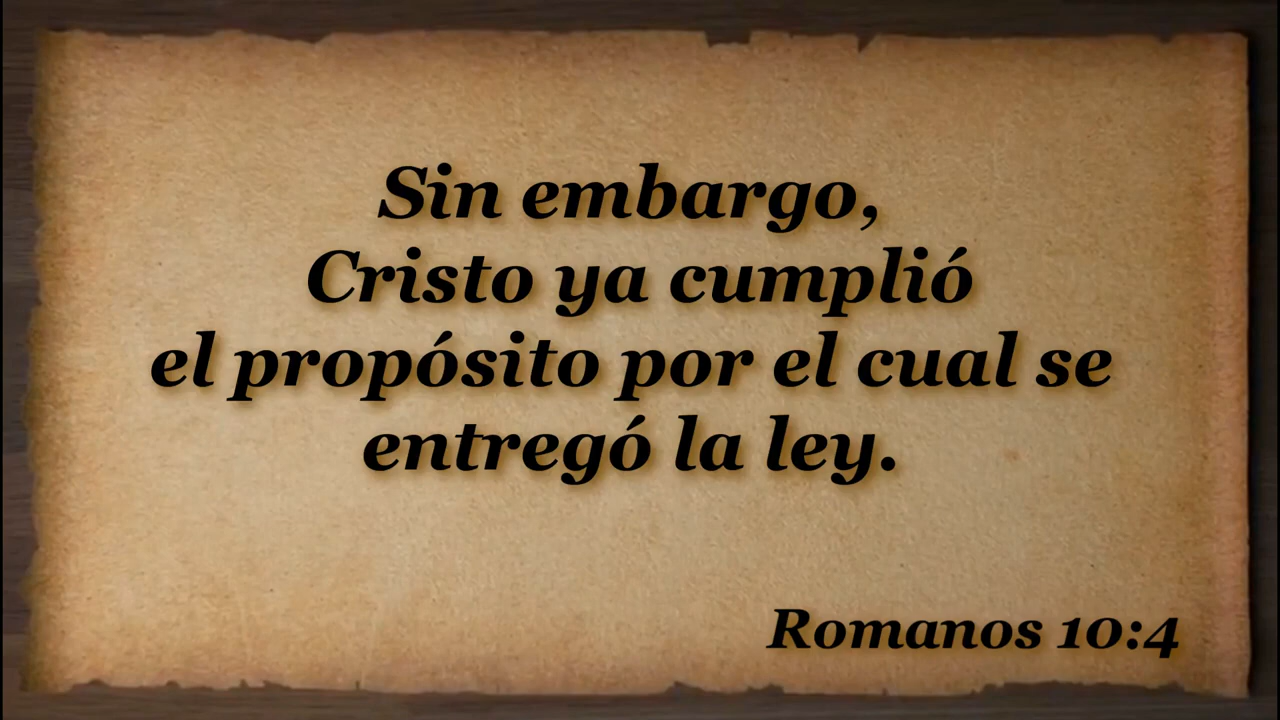 Sin embargo,
Cristo ya cumplió
el propósito por el cual se
entregó la ley.
Romanos 10:4